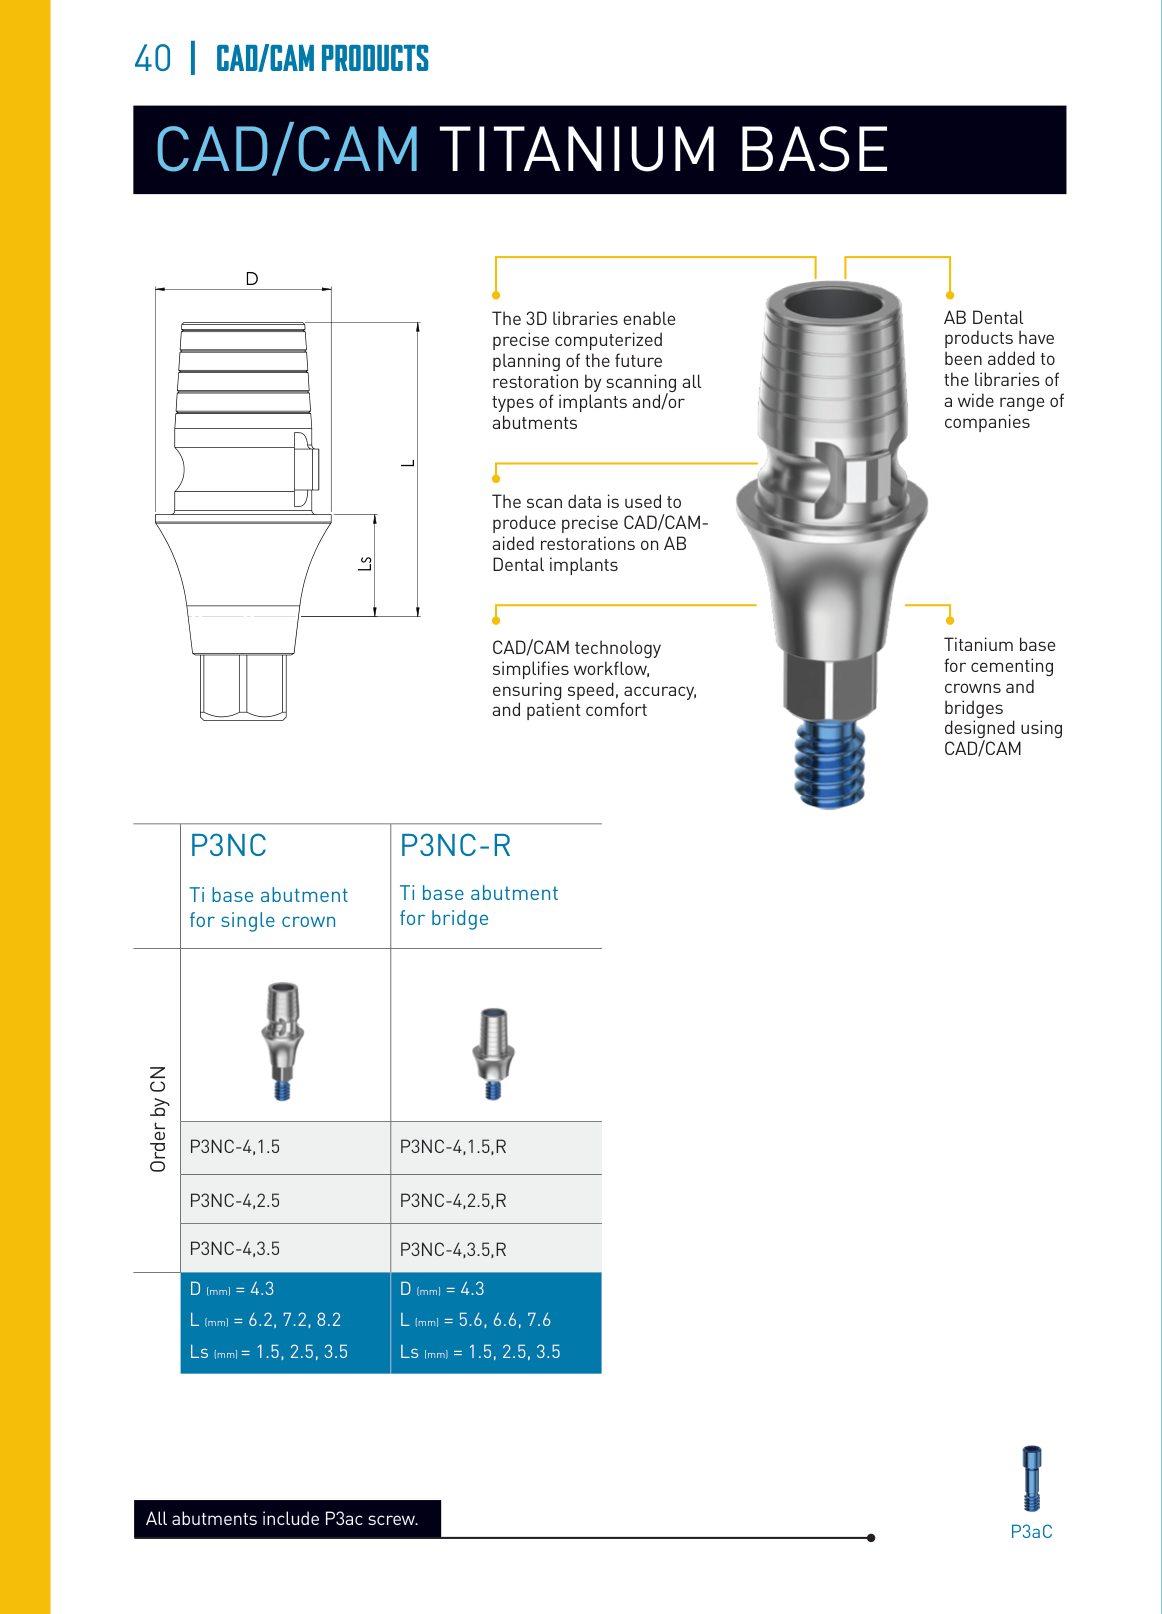 40 | CAD/CAM PRODUCTS
CAD/CAM TITANIUM BASE
D
L
Ls
The 3D libraries enable
precise computerized
planning of the future
restoration by scanning all
types of implants and/or
abutments
AB Dental
products have
been added to
the libraries of
a wide range of
companies
The scan data is used to
produce precise CAD/CAM-
aided restorations on AB
Dental implants
CAD/CAM technology
simplifies workflow,
ensuring speed, accuracy,
and patient comfort
Titanium base
for cementing
crowns and
bridges
designed using
CAD/CAM
P3NC
Ti base abutment
for single crown
P3NC-R
Ti base abutment
for bridge
Order by CN
P3NC-4,1.5
P3NC-4,1.5,R
P3NC-4,2.5
P3NC-4,2.5,R
P3NC-4,3.5
P3NC-4,3.5,R
D (mm) = 4.3
L (mm) = 6.2, 7.2, 8.2
Ls (mm) = 1.5, 2.5, 3.5
D (mm) = 4.3
L (mm) = 5.6, 6.6, 7.6
Ls (mm) = 1.5, 2.5, 3.5
All abutments include P3ac screw.
P3aC